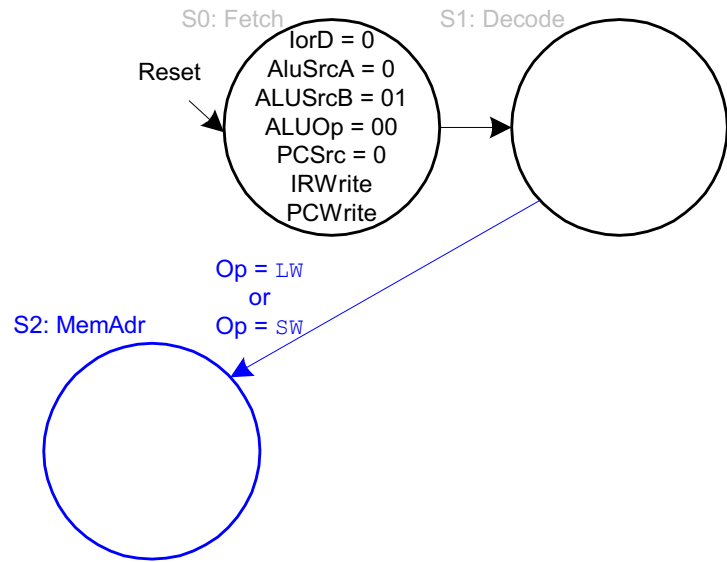 S0: Fetch
S1: Decode
Reset
IorD = 0
AluSrcA = 0
ALUSrcB = 01
ALUOp = 00
PCSrc = 0
IRWrite
PCWrite
Op = LW
or
Op = SW
S2: MemAdr